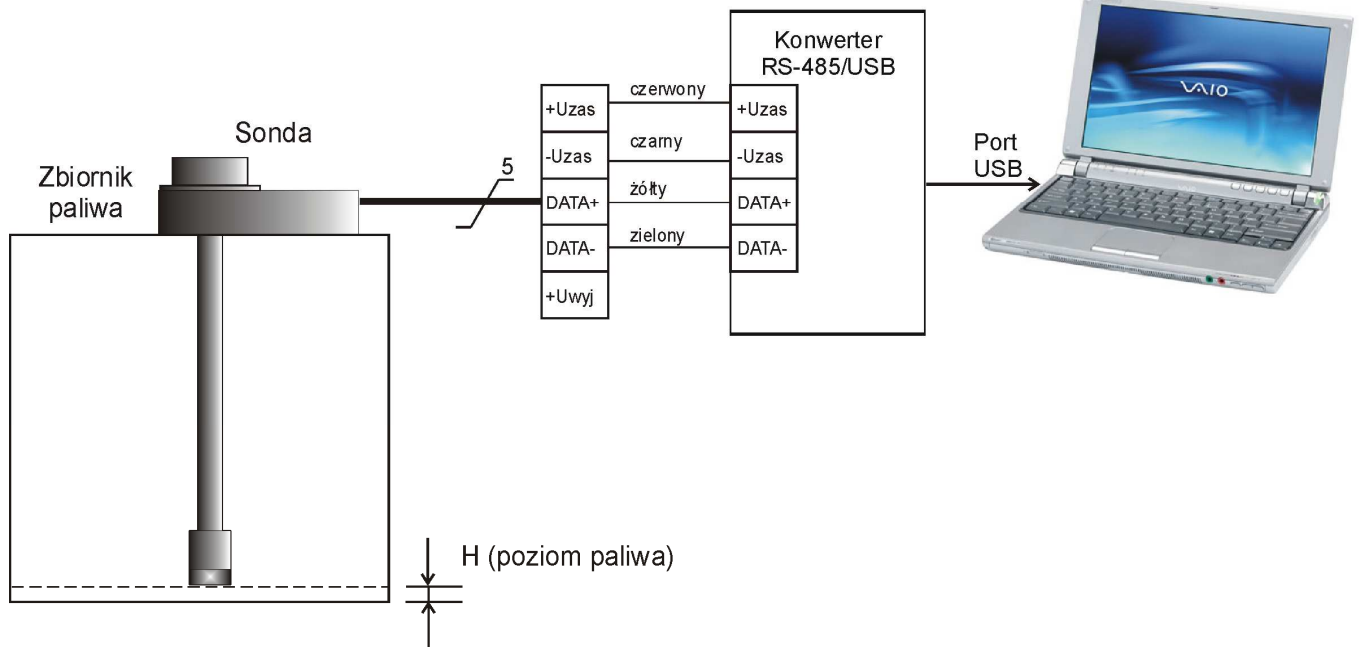 Sonda
Zbiornik
paliwa
5
+Uzas
-Uzas
DATA+
DATA-
+Uwyj
czerwony
czarny
żółty
zielony
Konwerter
RS-485/USB
+Uzas
-Uzas
DATA+
DATA-
Port
USB
VAIO
H (poziom paliwa)